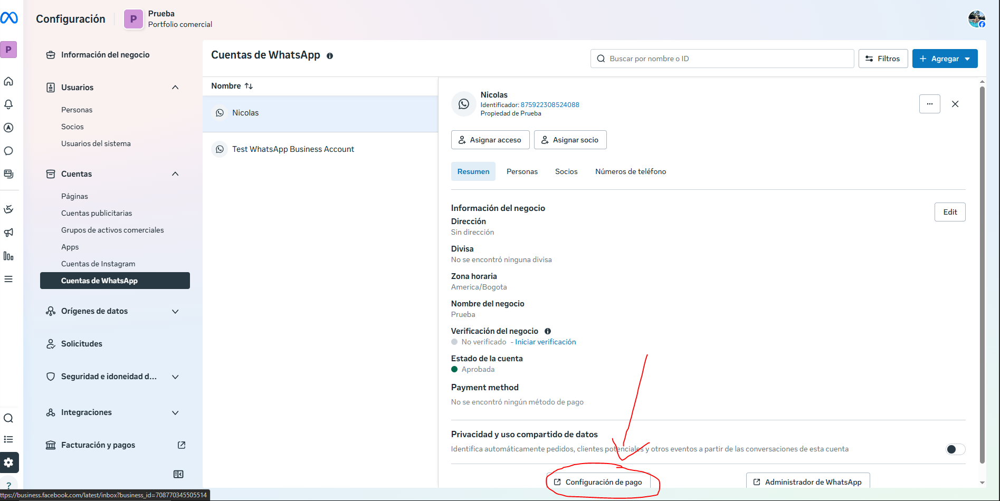 Configuración
P
Prueba
Portfolio comercial
P
Información del negocio
Usuarios
Personas
Socios
Usuarios del sistema
Cuentas
Páginas
Cuentas publicitarias
Grupos de activos comerciales
Apps
Cuentas de Instagram
Cuentas de WhatsApp
Orígenes de datos
Solicitudes
Seguridad e idoneidad d...
Integraciones
Facturación y pagos
?
ttps://business.facebook.com/latest/inbox?business_id=708770345505514
Cuentas de WhatsApp
Buscar por nombre o ID
Filtros
+ Agregar
Nombre
Nicolas
Test WhatsApp Business Account
Nicolas
Identificador: 875922308524088
Propiedad de Prueba
...
Asignar acceso
Asignar socio
Resumen
Personas
Socios
Números de teléfono
Información del negocio
Edit
Dirección
Sin dirección
Divisa
No se encontró ninguna divisa
Zona horaria
America/Bogota
Nombre del negocio
Prueba
Verificación del negocio
No verificado - Iniciar verificación
Estado de la cuenta
Aprobada
Payment method
No se encontró ningún método de pago
Privacidad y uso compartido de datos
Identifica automáticamente pedidos, clientes potenciales y otros eventos a partir de las conversaciones de esta cuenta
Configuración de pago
Administrador de WhatsApp